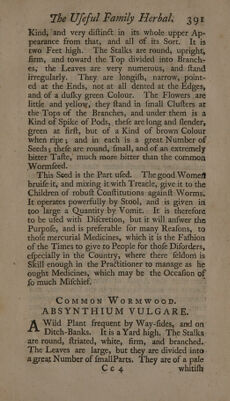 The Uſeful Family Herbal. 391
Kind, and very diſtinct in its whole upper Ap-
pearance from that, and all of its Sort. It is
two Feet high. The Stalks are round, upright,
firm, and toward the Top divided into Branch-
es, the Leaves are very numerous, and ſtand
irregularly. They are longiſh, narrow, point-
ed at the Ends, not at all dented at the Edges,
and of a duſky green Colour. The Flowers are
little and yellow, they ſtand in ſmall Cluſters at
the Tops of the Branches, and under them is a
Kind of Spike of Pods, theſe are long and ſlender,
green at firſt, but of a Kind of brown Colour
when ripe; and in each is a great Number of
Seeds; theſe are round, ſmall, and of an extremely
bitter Taſte, much more bitter than the common
Wormſeed.
This Seed is the Part uſed. The good Women
bruiſe it, and mixing it with Treacle, give it to the
Children of robuſt Conſtitutions againſt Worms.
It operates powerfully by Stool, and is given in
too large a Quantity by Vomit. It is therefore
to be uſed with Diſcretion, but it will anſwer the
Purpoſe, and is preferable for many Reaſons, to
thoſe mercurial Medicines, which it is the Faſhion
of the Times to give to People for thoſe Diſorders,
eſpecially in the Country, where there ſeldom is
Skill enough in the Practitioner to manage as he
ought Medicines, which may be the Occaſion of
ſo much Miſchief.
COMMON WORMWOOD.
ABSYNTHIUM VULGARE.
A Wild Plant frequent by Way-ſides, and on
Ditch-Banks. It is a Yard high. The Stalks
are round, ſtriated, white, firm, and branched.
The Leaves are large, but they are divided into
a great Number of ſmall Parts. They are of a pale
C c 4 whitiſh